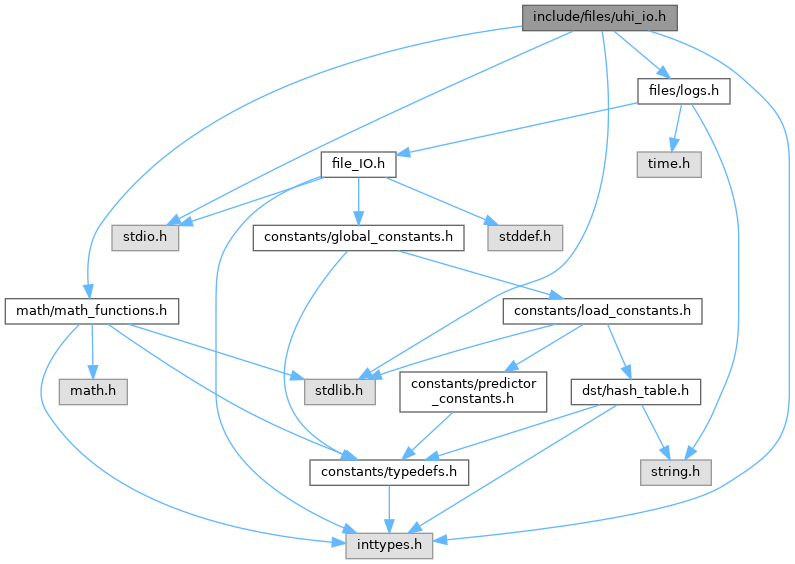 include/files/uhi_io.h
files/logs.h
file_IO.h
time.h
stdio.h
constants/global_constants.h
stddef.h
math/math_functions.h
constants/load_constants.h
math.h
stdlib.h
constants/predictor
_constants.h
dst/hash_table.h
constants/typedefs.h
string.h
inttypes.h